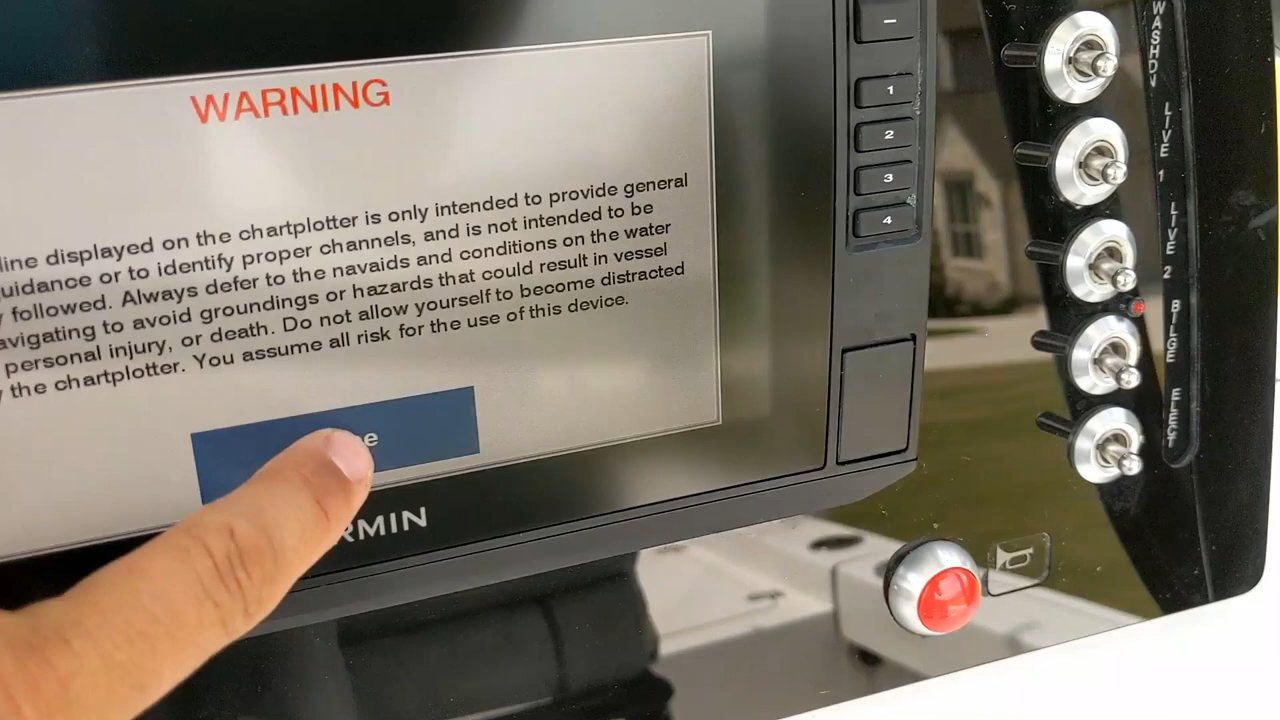 WARNING
line displayed on the chartplotter is only intended to provide general
guidance or to identify proper channels, and is not intended to be
followed. Always defer to the navaids and conditions on the water
navigating to avoid groundings or hazards that could result in vessel
personal injury, or death. Do not allow yourself to become distracted
the chartplotter. You assume all risk for the use of this device.
RMIN
–
1
2
3
4
WASHDV
LIVE 1
LIVE 2
BILGE
ELECT